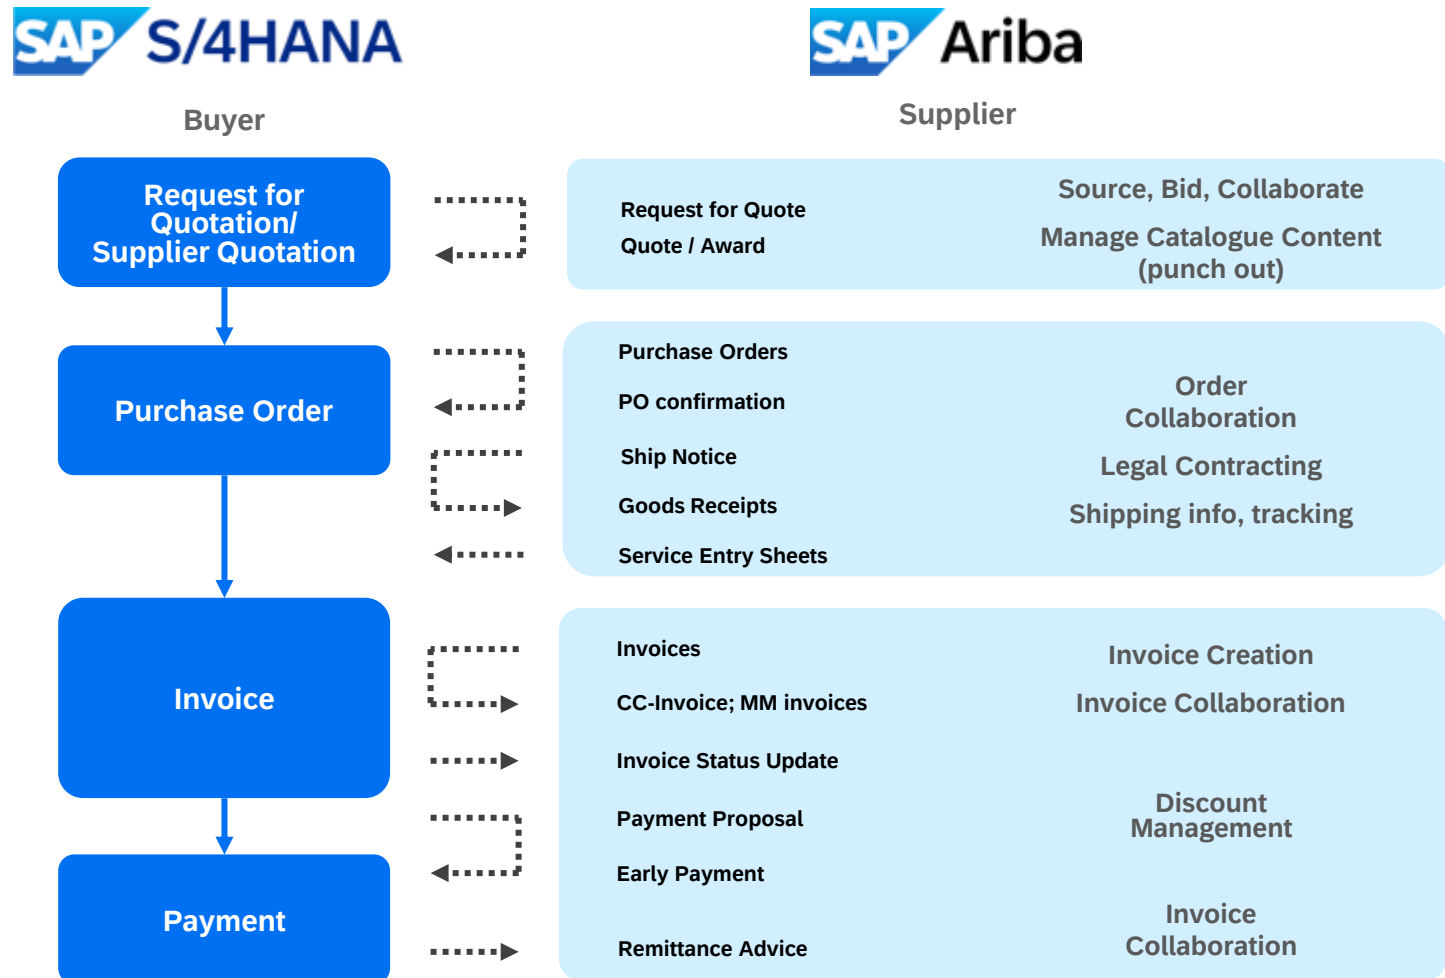 SAP S/4HANA
SAP Ariba
Buyer
Supplier
Request for
Quotation/
Supplier Quotation
Request for Quote
Quote / Award
Source, Bid, Collaborate
Manage Catalogue Content
(punch out)
Purchase Order
Purchase Orders
PO confirmation
Ship Notice
Goods Receipts
Service Entry Sheets
Order
Collaboration
Legal Contracting
Shipping info, tracking
Invoice
Invoices
CC-Invoice; MM invoices
Invoice Status Update
Payment Proposal
Early Payment
Remittance Advice
Invoice Creation
Invoice Collaboration
Discount
Management
Invoice
Collaboration
Payment